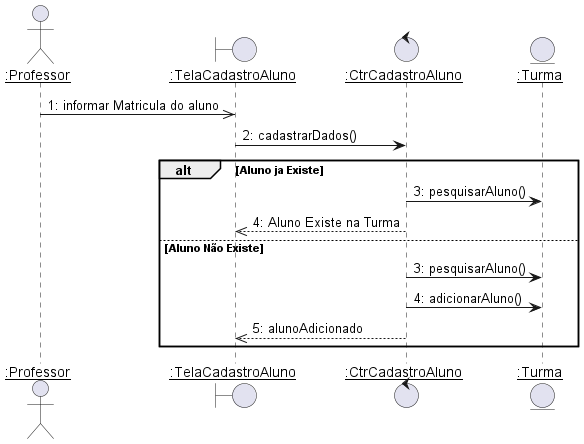 :Professor :TelaCadastroAluno :CtrCadastroAluno :Turma
1: informar Matricula do aluno
2: cadastrarDados()
alt [Aluno ja Existe]
3: pesquisarAluno()
4: Aluno Existe na Turma
[Aluno Não Existe]
3: pesquisarAluno()
4: adicionarAluno()
5: alunoAdicionado
:Professor :TelaCadastroAluno :CtrCadastroAluno :Turma